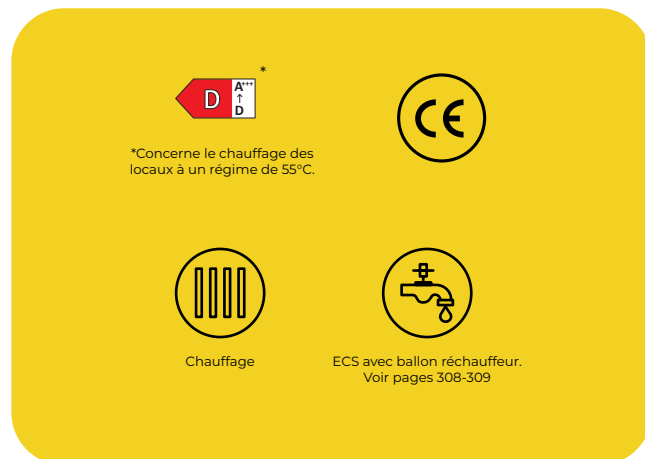 *
D
A+++
↑
D
*Concerne le chauffage des
locaux à un régime de 55°C.
CE
Chauffage
ECS avec ballon réchauffeur.
Voir pages 308-309